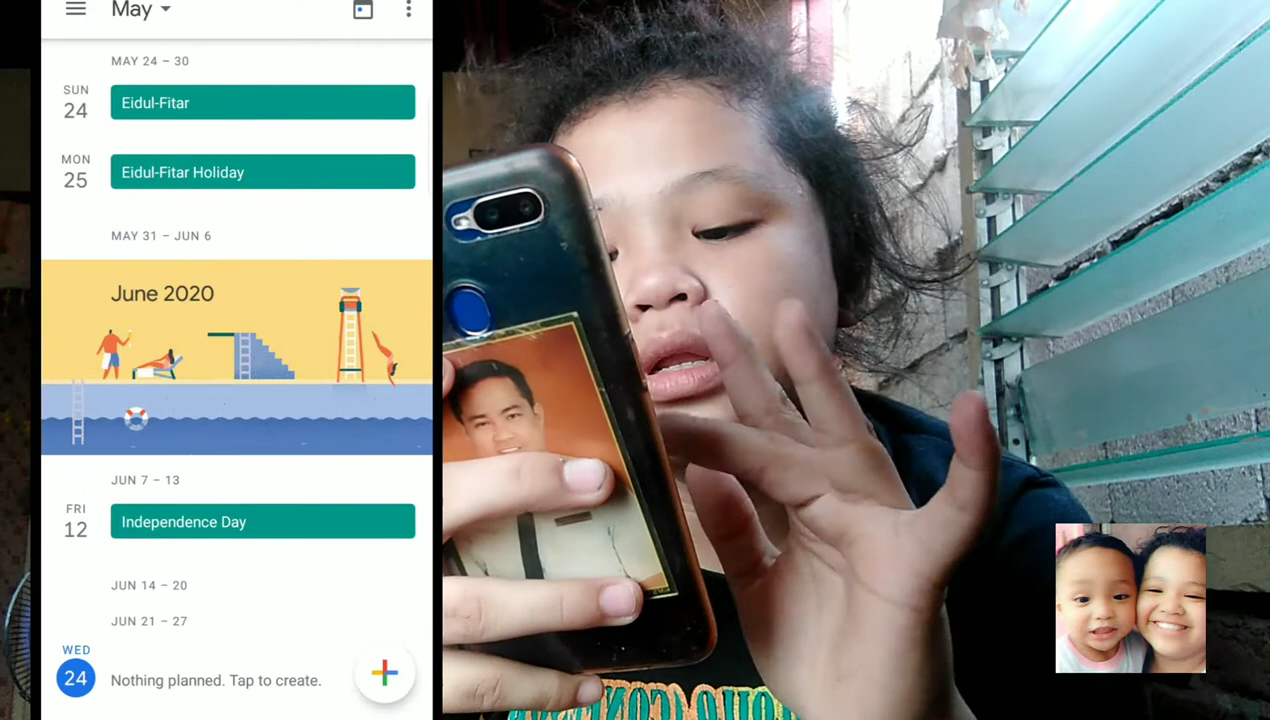 May
MAY 24 – 30
SUN
24
Eidul-Fitar
MON
25
Eidul-Fitar Holiday
MAY 31 – JUN 6
June 2020
JUN 7 – 13
FRI
12
Independence Day
JUN 14 – 20
JUN 21 – 27
WED
24
Nothing planned. Tap to create.